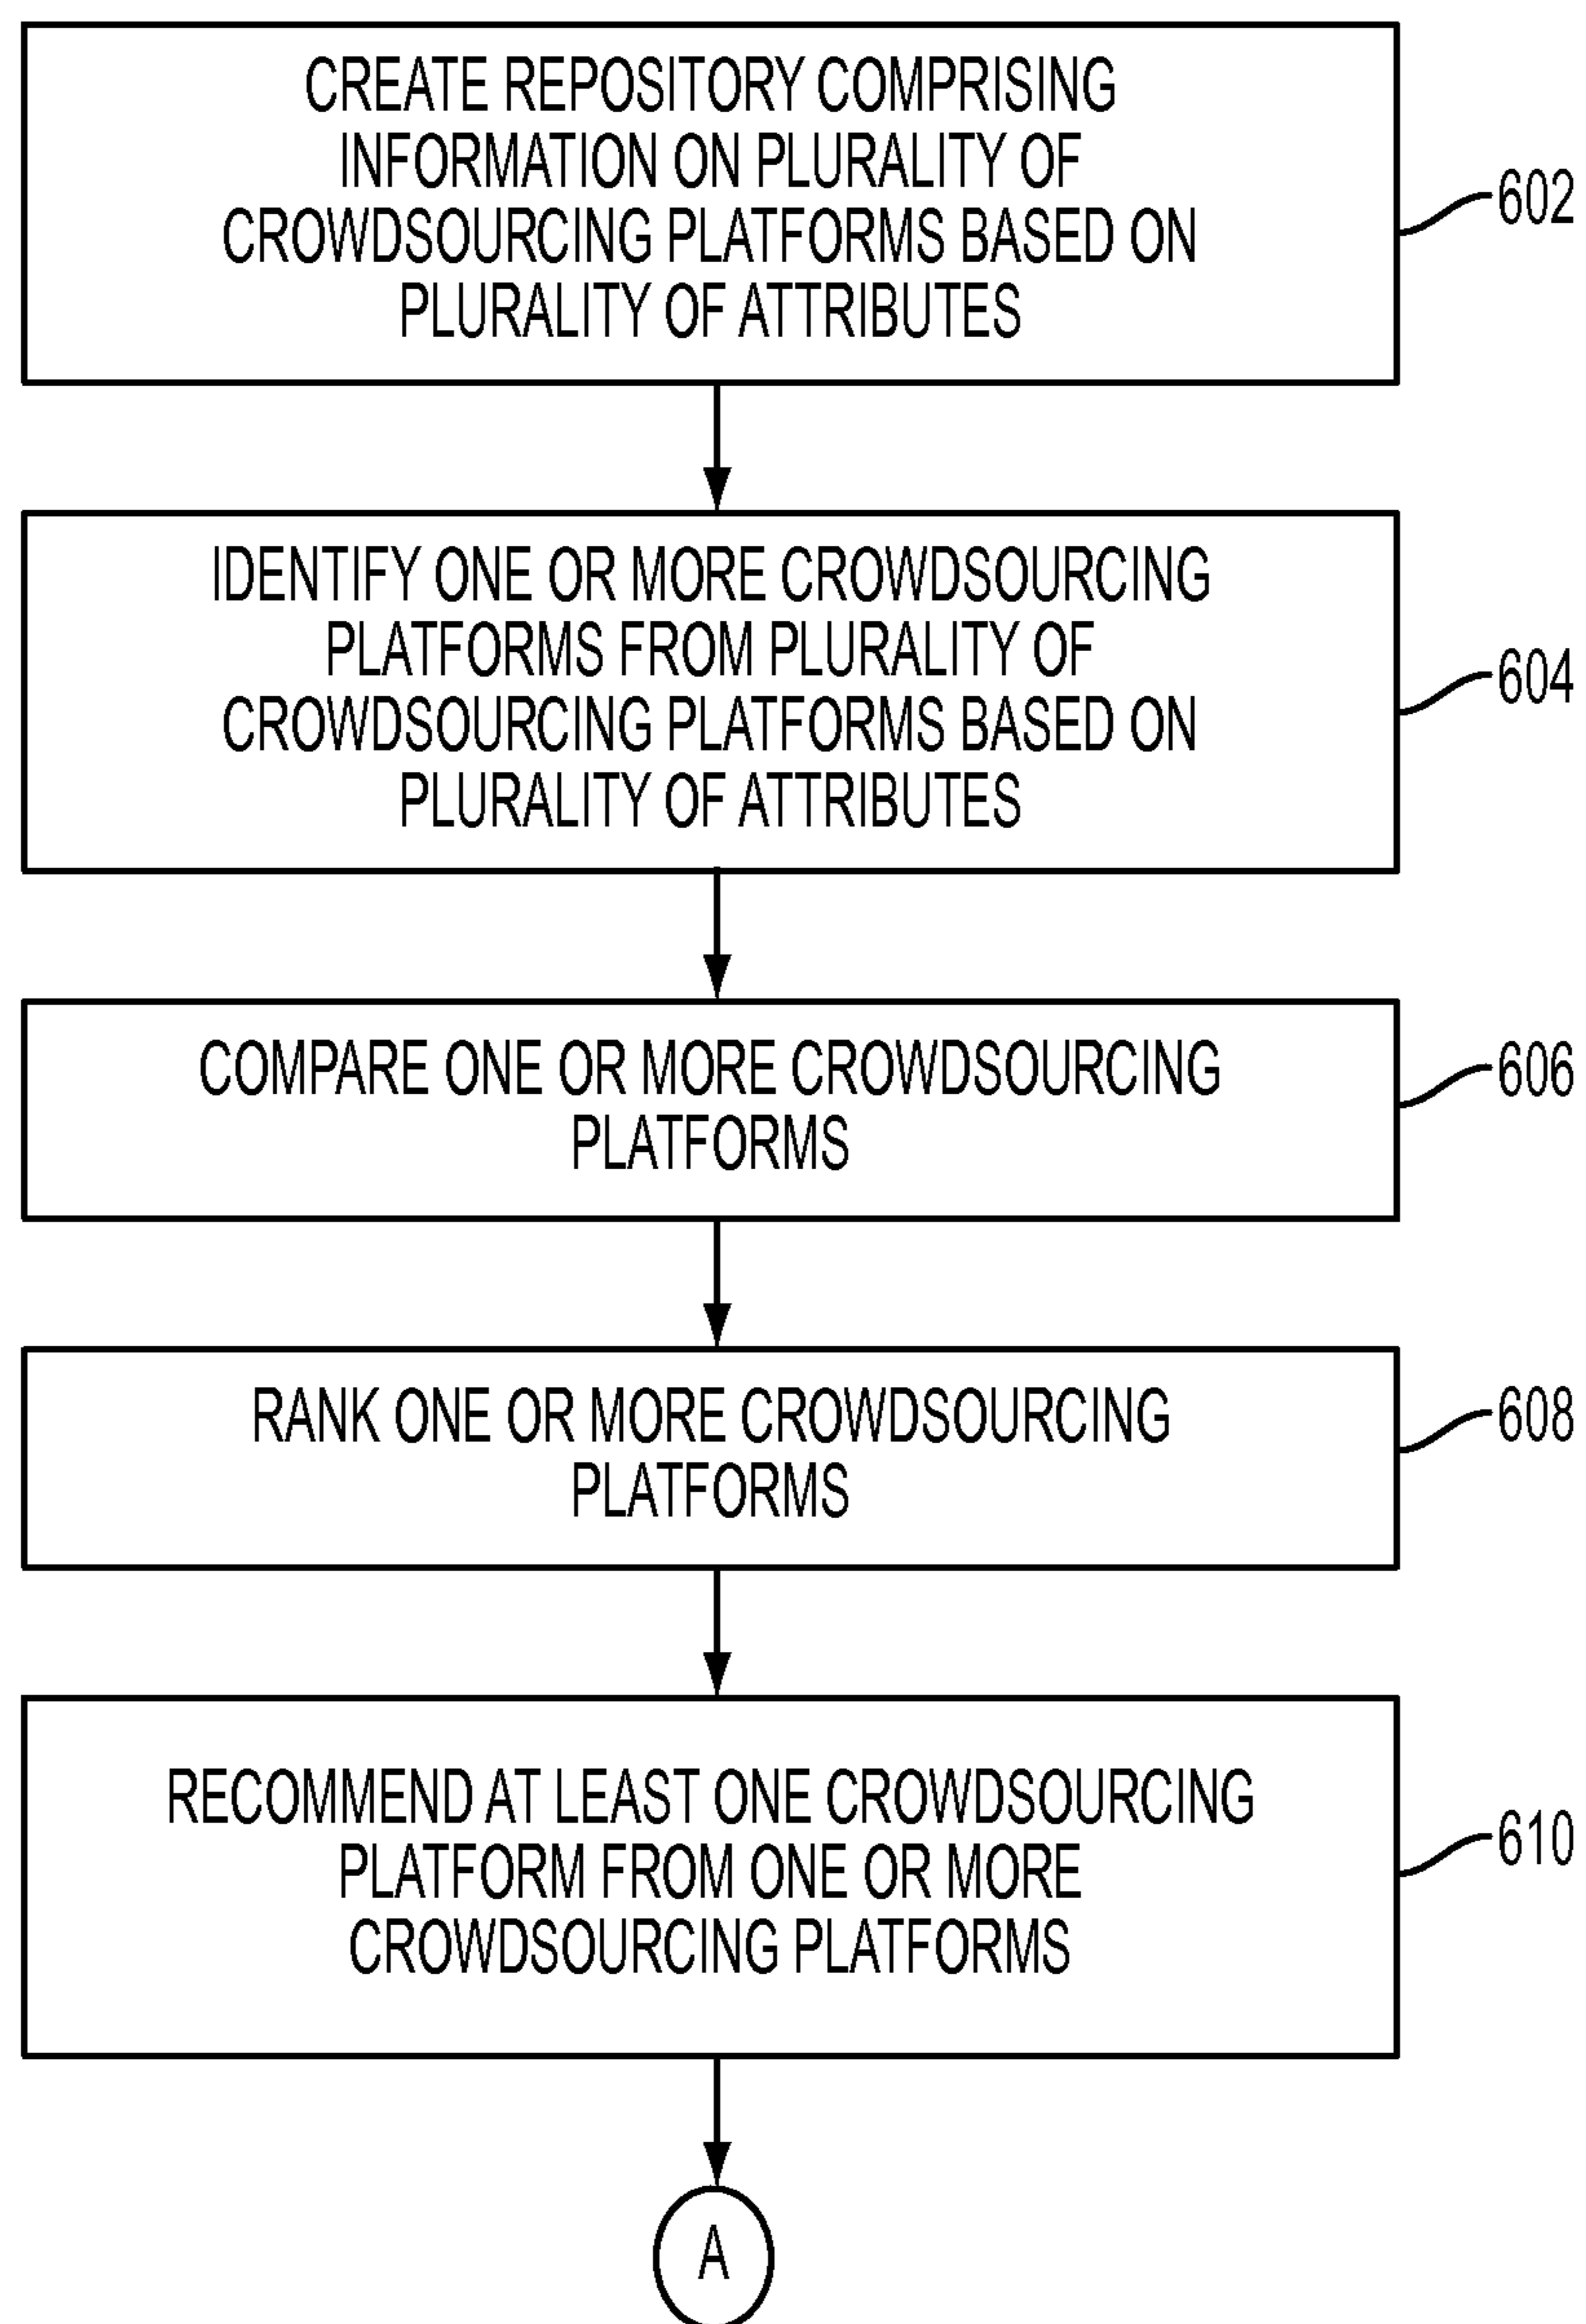 CREATE REPOSITORY COMPRISING
INFORMATION ON PLURALITY OF
CROWDSOURCING PLATFORMS BASED ON
PLURALITY OF ATTRIBUTES
602
IDENTIFY ONE OR MORE CROWDSOURCING
PLATFORMS FROM PLURALITY OF
CROWDSOURCING PLATFORMS BASED ON
PLURALITY OF ATTRIBUTES
604
COMPARE ONE OR MORE CROWDSOURCING
PLATFORMS
606
RANK ONE OR MORE CROWDSOURCING
PLATFORMS
608
RECOMMEND AT LEAST ONE CROWDSOURCING
PLATFORM FROM ONE OR MORE
CROWDSOURCING PLATFORMS
610
A